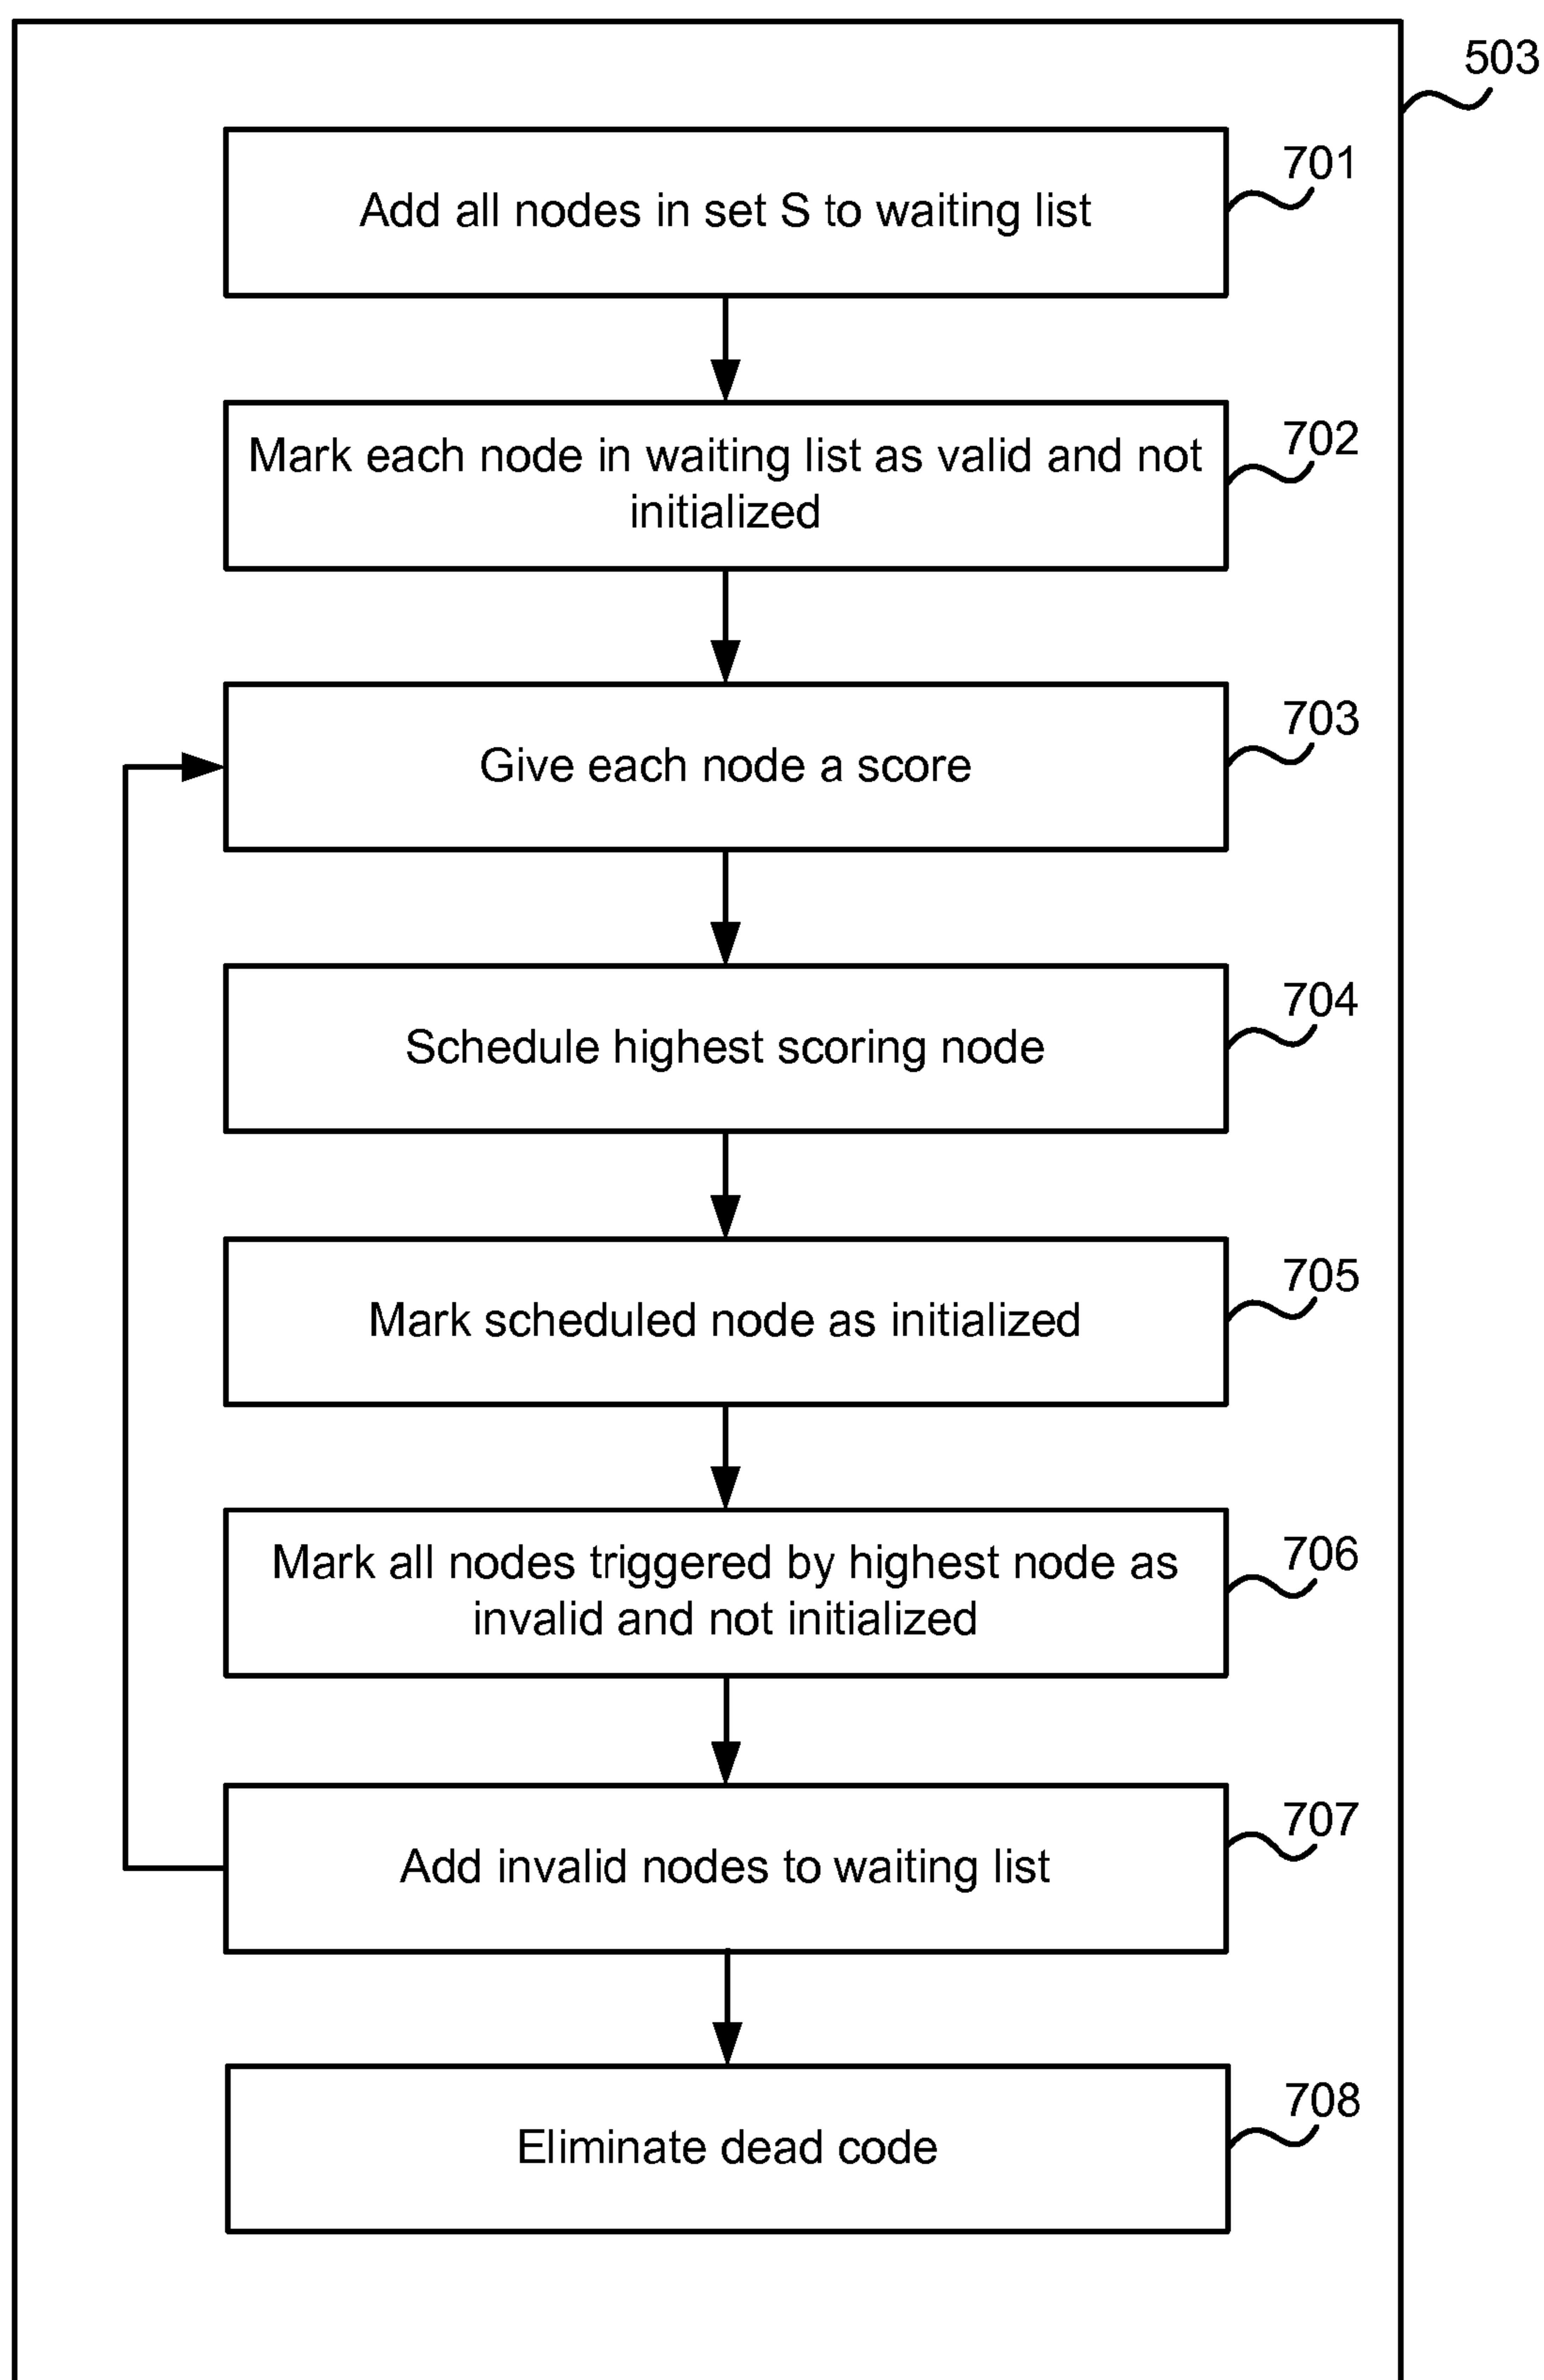 503
701
Add all nodes in set S to waiting list
702
Mark each node in waiting list as valid and not
initialized
703
Give each node a score
704
Schedule highest scoring node
705
Mark scheduled node as initialized
706
Mark all nodes triggered by highest node as
invalid and not initialized
707
Add invalid nodes to waiting list
708
Eliminate dead code